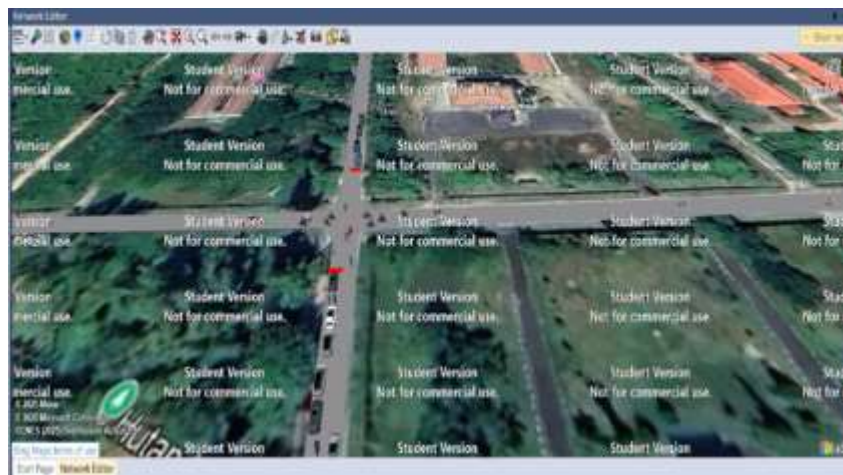 Network Editor
Version Student Version Student Version Student Version
mercial use. Not for commercial use. Not for commercial use. Not for commercial use. Not f
Version Student Version Student Version Student Version
mercial use. Not for commercial use. Not for commercial use. Not for commercial use. Not for
Version Student Version Student Version Student Version
Not for commercial use. Not for commercial use. Not for commercial use. Not for
Version Student Version Student Version Student Version
mercial use. Not for commercial use. Not for commercial use. Not for commercial use. Not for
Version Student Version Student Version Student Version
mercial use. Not for commercial use. Not for commercial use. Not for commercial use. Not for
Hutan
Student Version Student Version Student Version
Start Page Network Editor